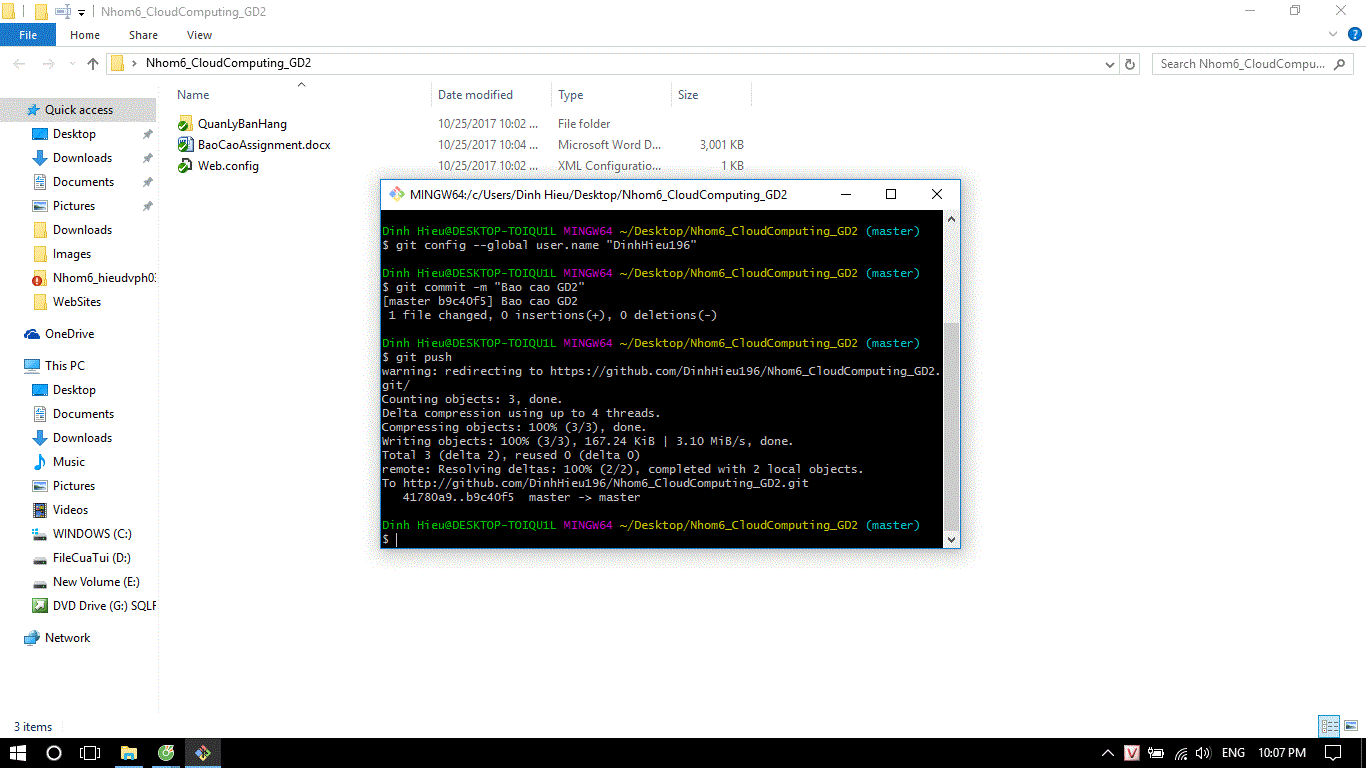 Nhom6_CloudComputing_GD2
File Home Share View
Nhom6_CloudComputing_GD2
Search Nhom6_CloudCompu...
Name Date modified Type Size
QuanLyBanHang 10/25/2017 10:02 ... File folder
BaoCaoAssignment.docx 10/25/2017 10:04 ... Microsoft Word D... 3,001 KB
Web.config 10/25/2017 10:02 ... XML Configuratio... 1 KB
Quick access
Desktop
Downloads
Documents
Pictures
Downloads
Images
Nhom6_hieudvph03
WebSites
OneDrive
This PC
Desktop
Documents
Downloads
Music
Pictures
Videos
WINDOWS (C:)
FileCuaTui (D:)
New Volume (E:)
DVD Drive (G:) SQLF
Network
MINGW64:/c/Users/Dinh Hieu/Desktop/Nhom6_CloudComputing_GD2
Dinh Hieu@DESKTOP-TOIQU1L MINGW64 ~/Desktop/Nhom6_CloudComputing_GD2 (master)
$ git config --global user.name "DinhHieu196"
Dinh Hieu@DESKTOP-TOIQU1L MINGW64 ~/Desktop/Nhom6_CloudComputing_GD2 (master)
$ git commit -m "Bao cao GD2"
[master b9c40f5] Bao cao GD2
1 file changed, 0 insertions(+), 0 deletions(-)
Dinh Hieu@DESKTOP-TOIQU1L MINGW64 ~/Desktop/Nhom6_CloudComputing_GD2 (master)
$ git push
warning: redirecting to https://github.com/DinhHieu196/Nhom6_CloudComputing_GD2.
git/
Counting objects: 3, done.
Delta compression using up to 4 threads.
Compressing objects: 100% (3/3), done.
Writing objects: 100% (3/3), 167.24 KiB | 3.10 MiB/s, done.
Total 3 (delta 2), reused 0 (delta 0)
remote: Resolving deltas: 100% (2/2), completed with 2 local objects.
To http://github.com/DinhHieu196/Nhom6_CloudComputing_GD2.git
41780a9..b9c40f5 master -> master
Dinh Hieu@DESKTOP-TOIQU1L MINGW64 ~/Desktop/Nhom6_CloudComputing_GD2 (master)
$
3 items
V ENG 10:07 PM